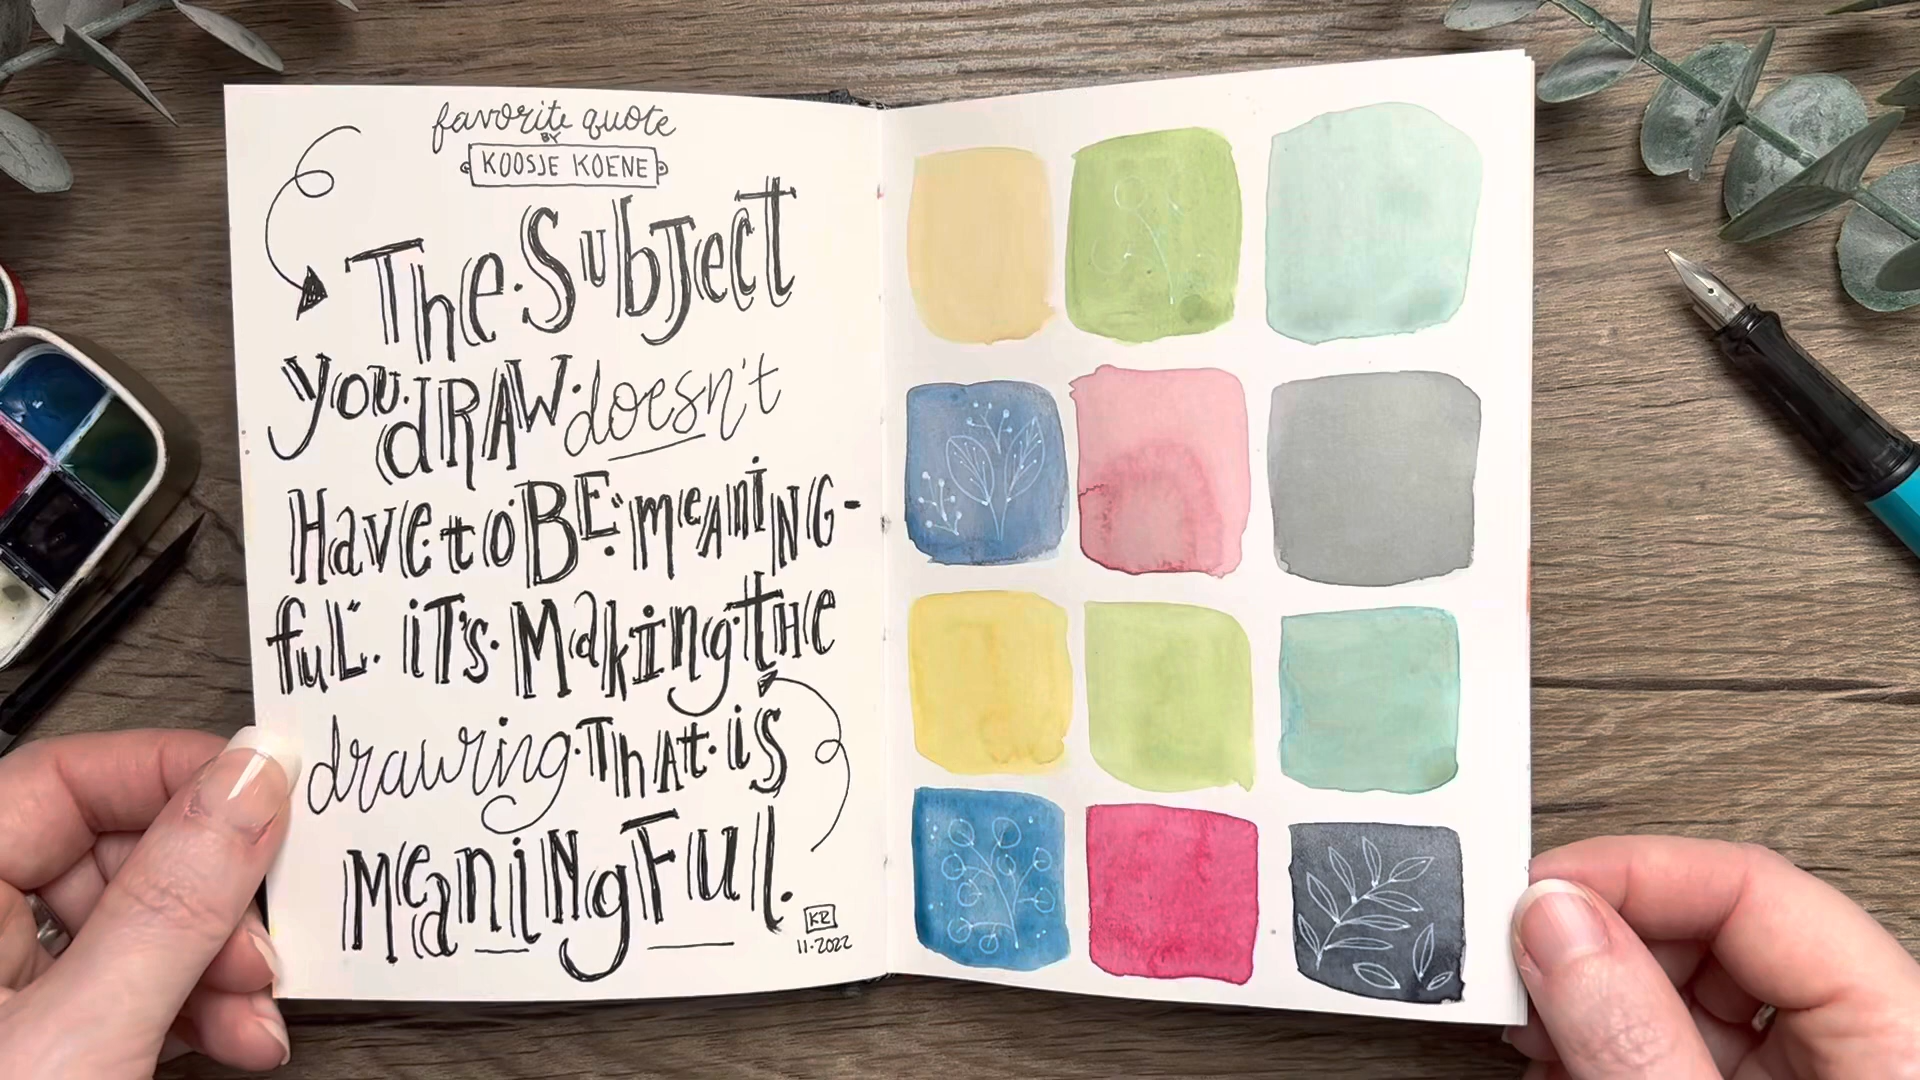 favorite quote
BY
KOOSJE KOENE
The·Subject
you·dRAW·doesn't
Have·to·BE·"meaning-
ful"· iT's·Making·tHe
drawing·ThAt·is
MeaniNgFul.
KR
11·2022